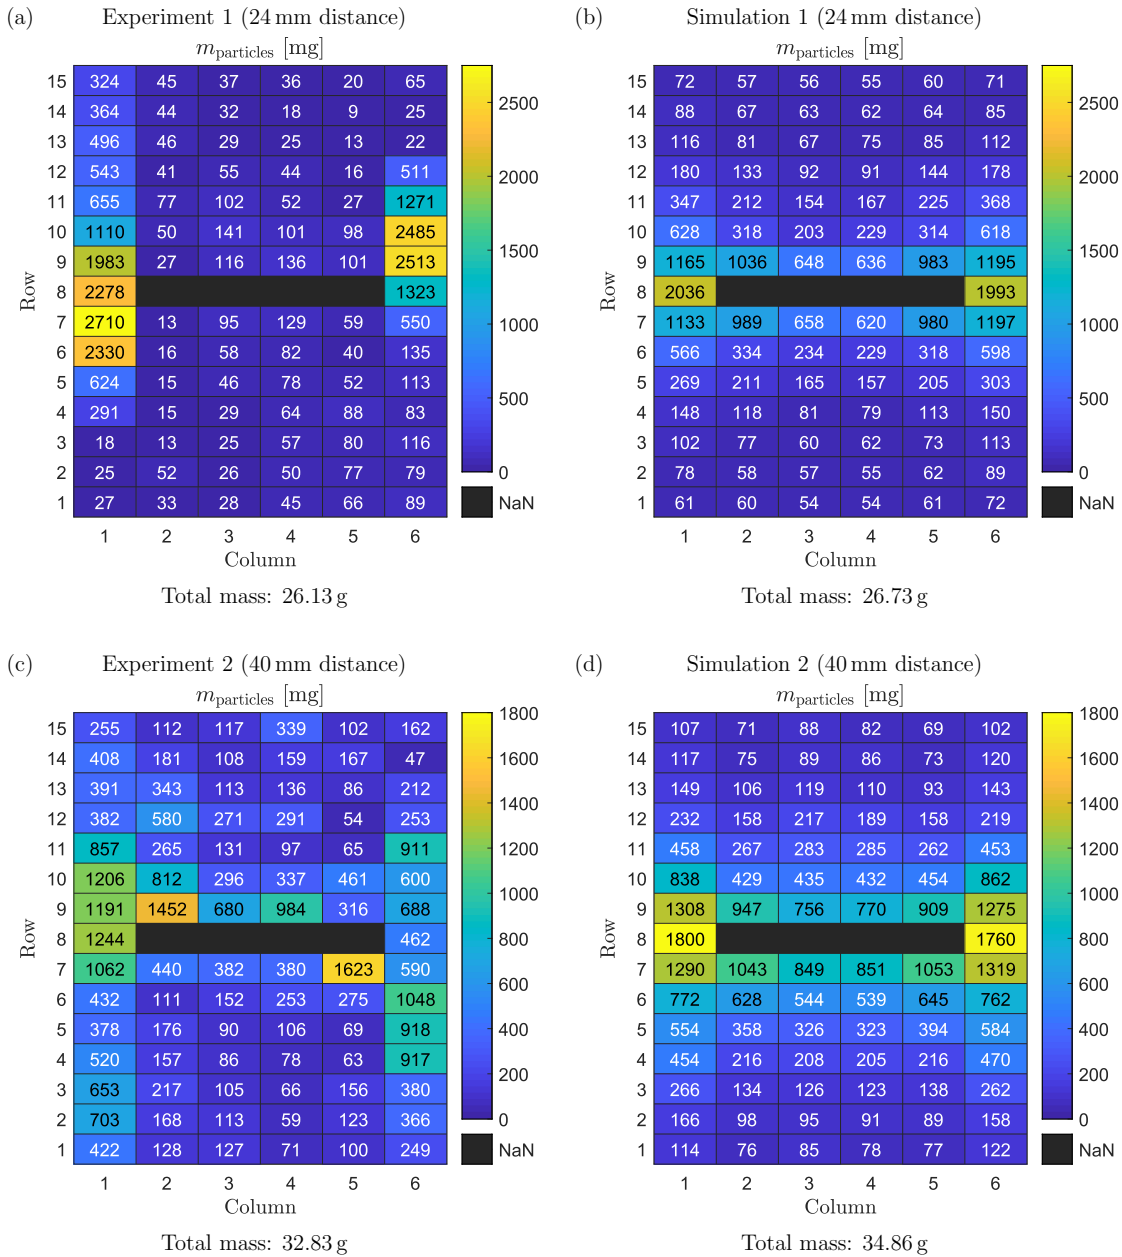 (a) Experiment 1 (24 mm distance)
m_particles [mg]
15 324 45 37 36 20 65
14 364 44 32 18 9 25
13 496 46 29 25 13 22
12 543 41 55 44 16 511
11 655 77 102 52 27 1271
10 1110 50 141 101 98 2485
9 1983 27 116 136 101 2513
8 2278 1323
7 2710 13 95 129 59 550
6 2330 16 58 82 40 135
5 624 15 46 78 52 113
4 291 15 29 64 88 83
3 18 13 25 57 80 116
2 25 52 26 50 77 79
1 27 33 28 45 66 89
Row
1 2 3 4 5 6
Column
2500
2000
1500
1000
500
0
NaN
Total mass: 26.13 g
(b) Simulation 1 (24 mm distance)
m_particles [mg]
15 72 57 56 55 60 71
14 88 67 63 62 64 85
13 116 81 67 75 85 112
12 180 133 92 91 144 178
11 347 212 154 167 225 368
10 628 318 203 229 314 618
9 1165 1036 648 636 983 1195
8 2036 1993
7 1133 989 658 620 980 1197
6 566 334 234 229 318 598
5 269 211 165 157 205 303
4 148 118 81 79 113 150
3 102 77 60 62 73 113
2 78 58 57 55 62 89
1 61 60 54 54 61 72
Row
1 2 3 4 5 6
Column
2500
2000
1500
1000
500
0
NaN
Total mass: 26.73 g
(c) Experiment 2 (40 mm distance)
m_particles [mg]
15 255 112 117 339 102 162
14 408 181 108 159 167 47
13 391 343 113 136 86 212
12 382 580 271 291 54 253
11 857 265 131 97 65 911
10 1206 812 296 337 461 600
9 1191 1452 680 984 316 688
8 1244 462
7 1062 440 382 380 1623 590
6 432 111 152 253 275 1048
5 378 176 90 106 69 918
4 520 157 86 78 63 917
3 653 217 105 66 156 380
2 703 168 113 59 123 366
1 422 128 127 71 100 249
Row
1 2 3 4 5 6
Column
1800
1600
1400
1200
1000
800
600
400
200
0
NaN
Total mass: 32.83 g
(d) Simulation 2 (40 mm distance)
m_particles [mg]
15 107 71 88 82 69 102
14 117 75 89 86 73 120
13 149 106 119 110 93 143
12 232 158 217 189 158 219
11 458 267 283 285 262 453
10 838 429 435 432 454 862
9 1308 947 756 770 909 1275
8 1800 1760
7 1290 1043 849 851 1053 1319
6 772 628 544 539 645 762
5 554 358 326 323 394 584
4 454 216 208 205 216 470
3 266 134 126 123 138 262
2 166 98 95 91 89 158
1 114 76 85 78 77 122
Row
1 2 3 4 5 6
Column
1800
1600
1400
1200
1000
800
600
400
200
0
NaN
Total mass: 34.86 g